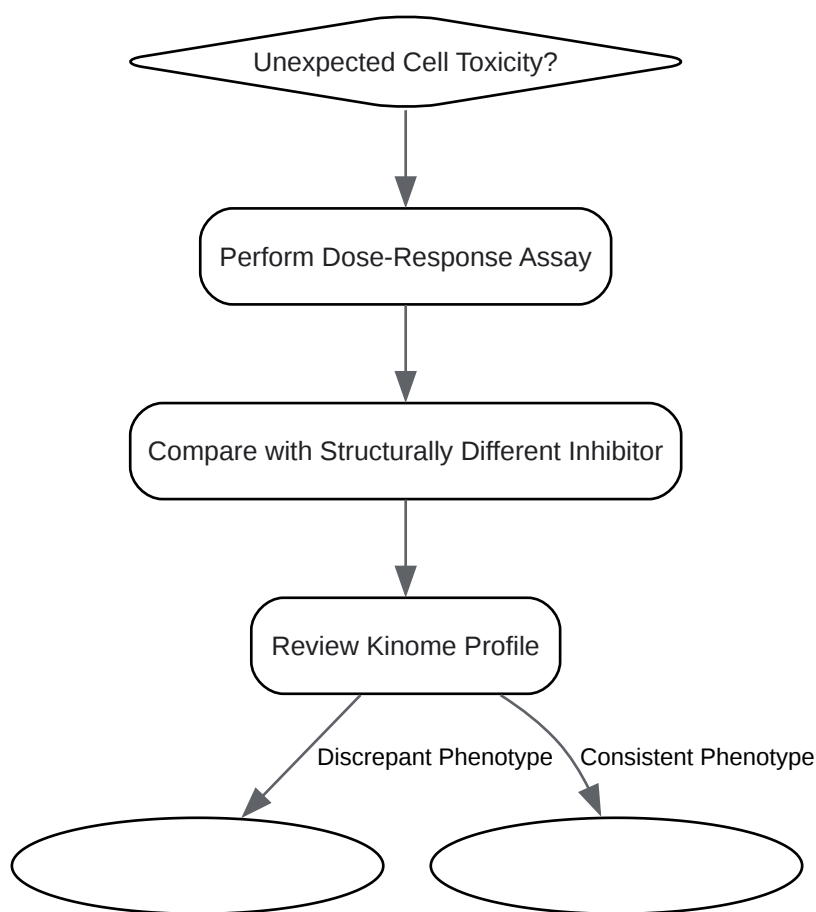 Unexpected Cell Toxicity?
Perform Dose-Response Assay
Compare with Structurally Different Inhibitor
Review Kinome Profile
Discrepant Phenotype
Consistent Phenotype